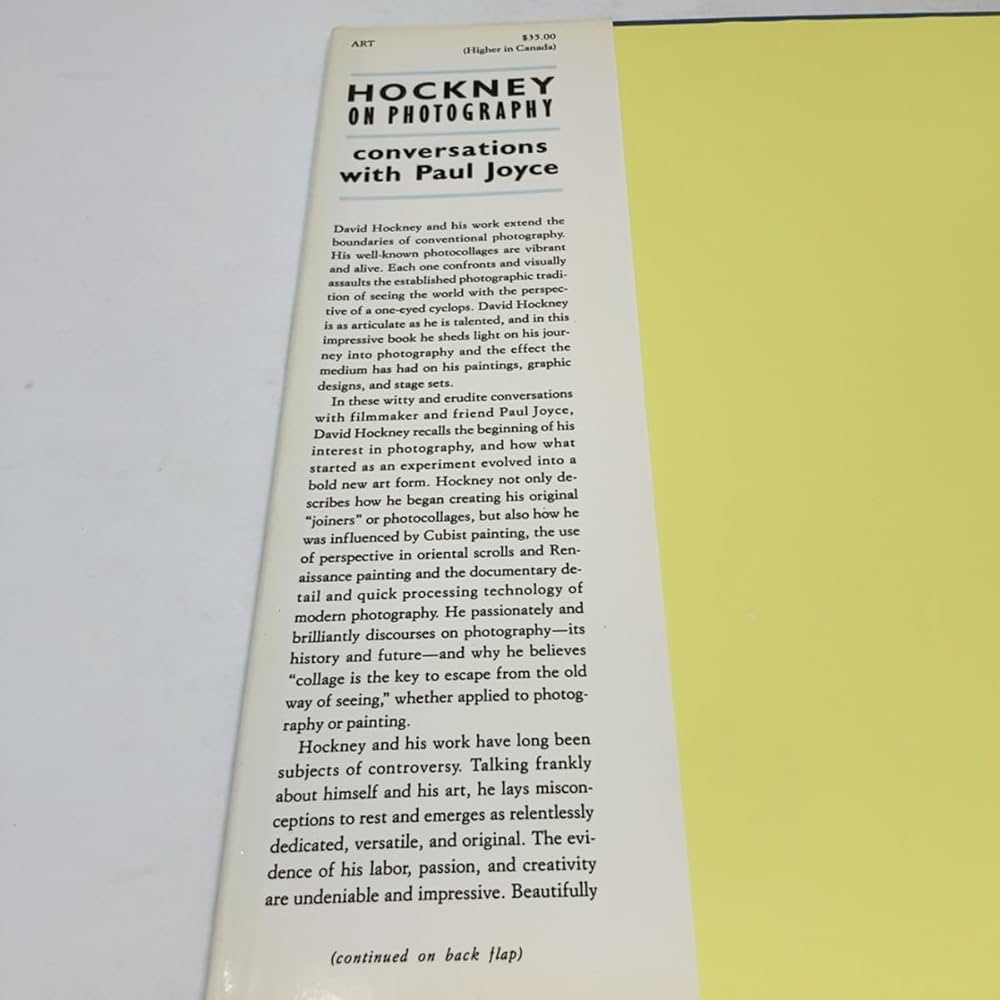 ART
$35.00
(Higher in Canada)
HOCKNEY
ON PHOTOGRAPHY
conversations
with Paul Joyce
David Hockney and his work extend the
boundaries of conventional photography.
His well-known photocollages are vibrant
and alive. Each one confronts and visually
assaults the established photographic tradi-
tion of seeing the world with the perspec-
tive of a one-eyed cyclops. David Hockney
is as articulate as he is talented, and in this
impressive book he sheds light on his jour-
ney into photography and the effect the
medium has had on his paintings, graphic
designs, and stage sets.
In these witty and erudite conversations
with filmmaker and friend Paul Joyce,
David Hockney recalls the beginning of his
interest in photography, and how what
started as an experiment evolved into a
bold new art form. Hockney not only de-
scribes how he began creating his original
“joiners” or photocollages, but also how he
was influenced by Cubist painting, the use
of perspective in oriental scrolls and Ren-
aissance painting and the documentary de-
tail and quick processing technology of
modern photography. He passionately and
brilliantly discourses on photography—its
history and future—and why he believes
“collage is the key to escape from the old
way of seeing,” whether applied to photog-
raphy or painting.
Hockney and his work have long been
subjects of controversy. Talking frankly
about himself and his art, he lays miscon-
ceptions to rest and emerges as relentlessly
dedicated, versatile, and original. The evi-
dence of his labor, passion, and creativity
are undeniable and impressive. Beautifully
(continued on back flap)